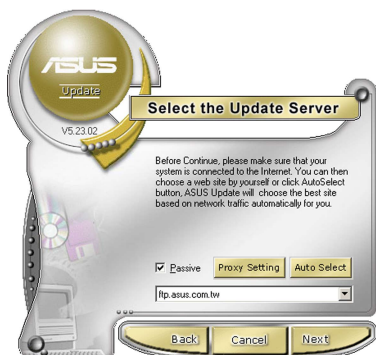 ASUS
Update
V5.23.02
Select the Update Server
Before Continue, please make sure that your
system is connected to the Internet. You can then
choose a web site by yourself or click AutoSelect
button, ASUS Update will choose the best site
based on network traffic automatically for you.
Passive
Proxy Setting
Auto Select
ftp.asus.com.tw
Back
Cancel
Next